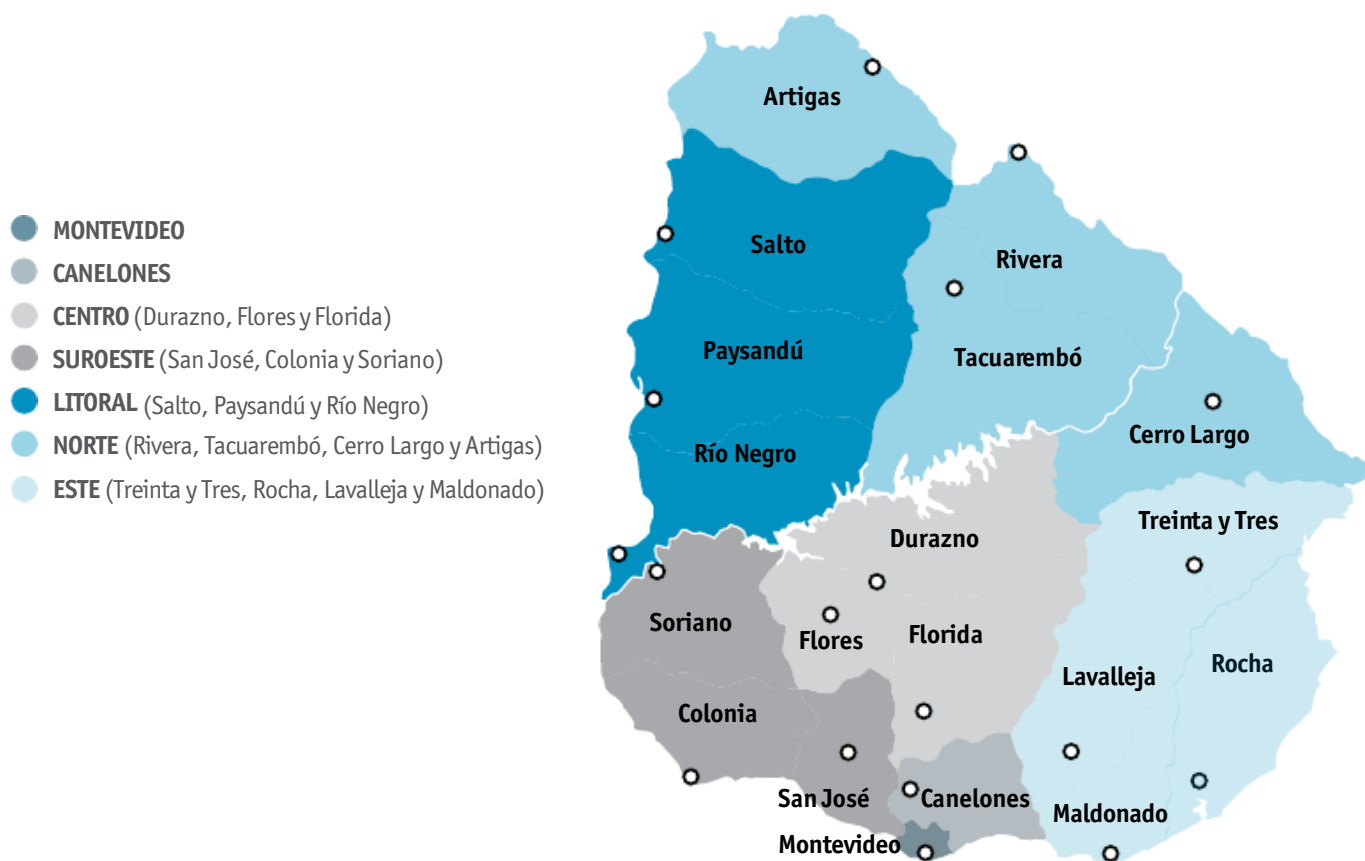 MONTEVIDEO
CANELONES
CENTRO (Durazno, Flores y Florida)
SUROESTE (San José, Colonia y Soriano)
LITORAL (Salto, Paysandú y Río Negro)
NORTE (Rivera, Tacuarembó, Cerro Largo y Artigas)
ESTE (Treinta y Tres, Rocha, Lavalleja y Maldonado)
Artigas
Salto
Rivera
Paysandú
Tacuarembó
Cerro Largo
Río Negro
Treinta y Tres
Durazno
Soriano
Flores
Florida
Lavalleja
Rocha
Colonia
San José
Canelones
Maldonado
Montevideo